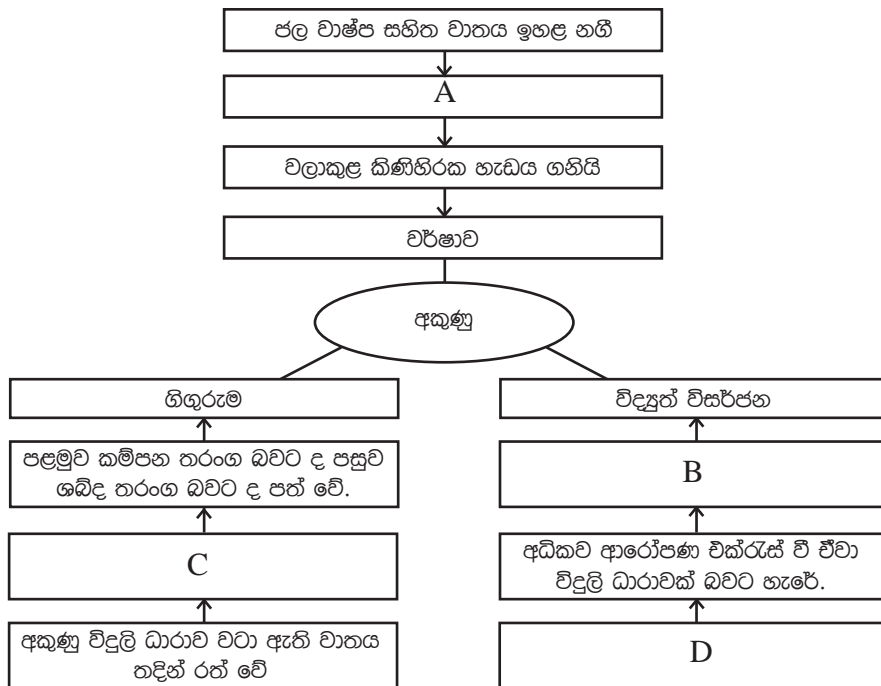 ජල වාෂ්ප සහිත වාතය ඉහළ නගී
A
වලාකුළ කිණිහිරක හැඩය ගනියි
වර්ෂාව
අකුණු
ගිගුරුම
පළමුව කම්පන තරංග බවට ද පසුව
ශබ්ද තරංග බවට ද පත් වේ.
C
අකුණු විදුලි ධාරාව වටා ඇති වාතය
තදින් රත් වේ
විද්‍යුත් විසර්ජන
B
අධිකව ආරෝපණ එක්රැස් වී ඒවා
විදුලි ධාරාවක් බවට හැරේ.
D